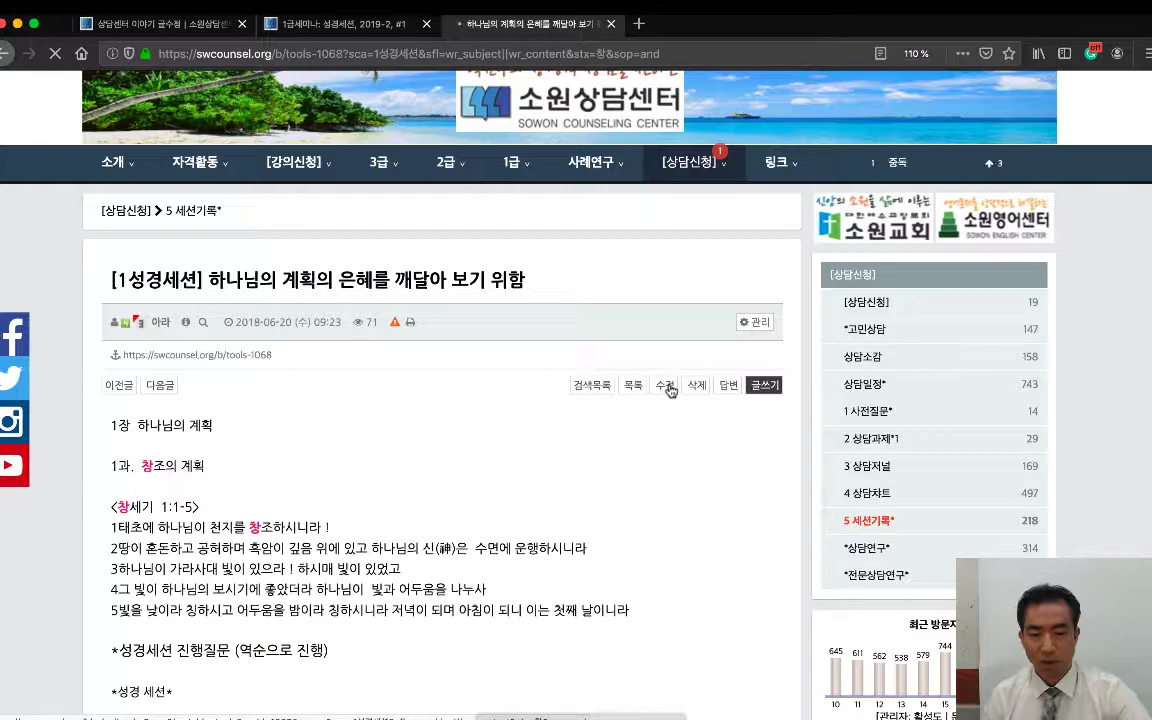 상담센터 이야기 글수정 | 소원상담센
1급세미나: 성경세션, 2019-2, #1
하나님의 계획의 은혜를 깨달아 보기 위
https://swcounsel.org/b/tools-1068?sca=1성경세션&sfl=wr_subject||wr_content&stx=창&sop=and
110 %
off
소원상담센터
SOWON COUNSELING CENTER
소개
자격활동
[강의신청]
3급
2급
1급
사례연구
[상담신청]
1
링크
1 중독
3
[상담신청] 5 세션기록*
신앙의 소원을 삶에 이루는
소원교회
소원영어센터
SOWON ENGLISH CENTER
[1성경세션] 하나님의 계획의 은혜를 깨달아 보기 위함
아라
2018-06-20 (수) 09:23
71
관리
https://swcounsel.org/b/tools-1068
이전글
다음글
검색목록
목록
수정
삭제
답변
글쓰기
1장 하나님의 계획
1과. 창조의 계획
<창세기 1:1-5>
1태초에 하나님이 천지를 창조하시니라 !
2땅이 혼돈하고 공허하며 흑암이 깊음 위에 있고 하나님의 신(神)은 수면에 운행하시니라
3하나님이 가라사대 빛이 있으라 ! 하시매 빛이 있었고
4그 빛이 하나님의 보시기에 좋았더라 하나님이 빛과 어두움을 나누사
5빛을 낮이라 칭하시고 어두움을 밤이라 칭하시니라 저녁이 되며 아침이 되니 이는 첫째 날이니라
*성경세션 진행질문 (역순으로 진행)
*성경 세션*
[상담신청]
[상담신청] 19
*고민상담 147
상담소감 158
상담일정* 743
1 사전질문* 14
2 상담과제*1 29
3 상담저널 169
4 상담챠트 497
5 세션기록* 218
*상담연구* 314
*전문상담연구*
최근 방문자
645 611 562 538 579 744
10 11 12 13 14 15
[관리자: 황성도